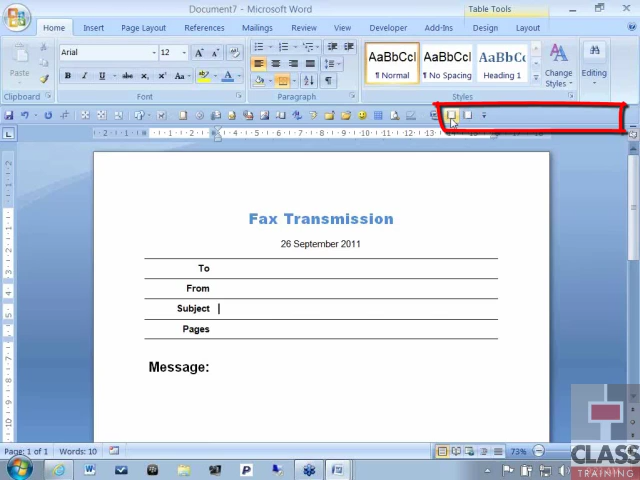 Document7 - Microsoft Word
Table Tools
Home Insert Page Layout References Mailings Review View Developer Add-Ins Design Layout
Paste
Arial 12
AaBbCcI AaBbCcI AaBbCc
¶ Normal ¶ No Spacing Heading 1
Change Styles
Editing
Clipboard Font Paragraph Styles
Fax Transmission
26 September 2011
To
From
Subject
Pages
Message:
Page: 1 of 1 Words: 10 73%
CLASS
TRAINING